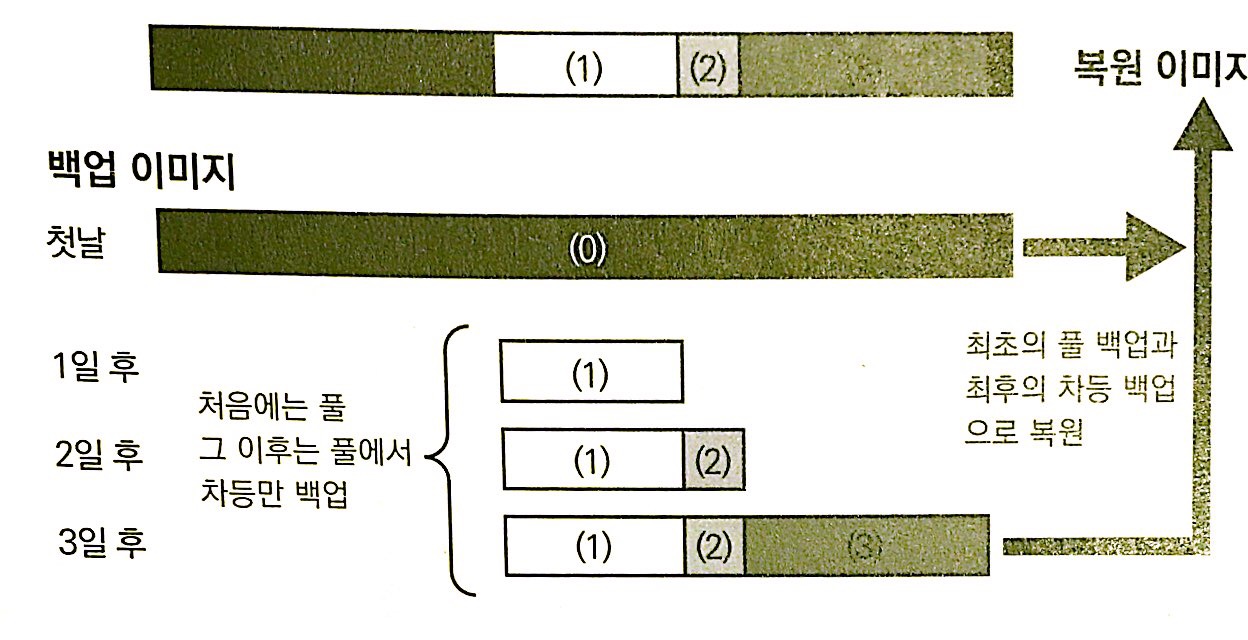 (1) (2) (3)
복원 이미지
백업 이미지
첫날 (0)
1일 후 (1)
2일 후 (1) (2)
3일 후 (1) (2) (3)
처음에는 풀
그 이후는 풀에서
차등만 백업
최초의 풀 백업과
최후의 차등 백업
으로 복원